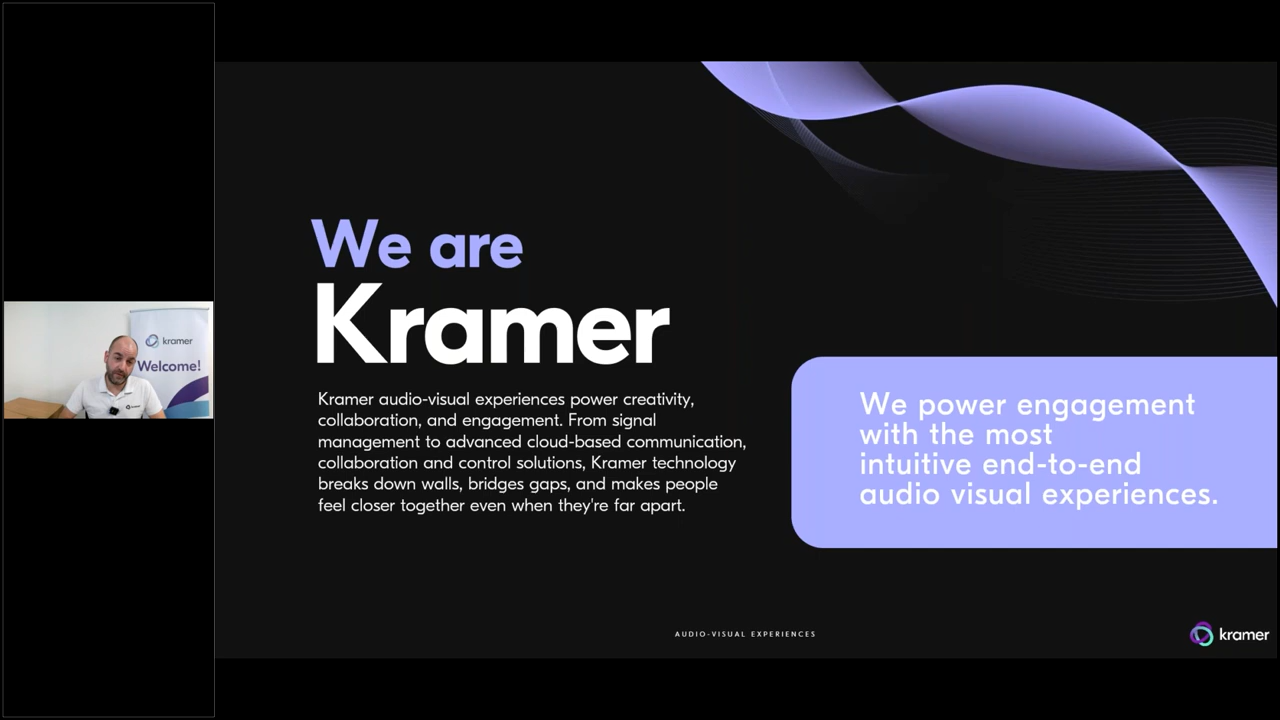 kramer
Welcome!
We are
Kramer
Kramer audio-visual experiences power creativity,
collaboration, and engagement. From signal
management to advanced cloud-based communication,
collaboration and control solutions, Kramer technology
breaks down walls, bridges gaps, and makes people
feel closer together even when they're far apart.
We power engagement
with the most
intuitive end-to-end
audio visual experiences.
AUDIO-VISUAL EXPERIENCES
kramer